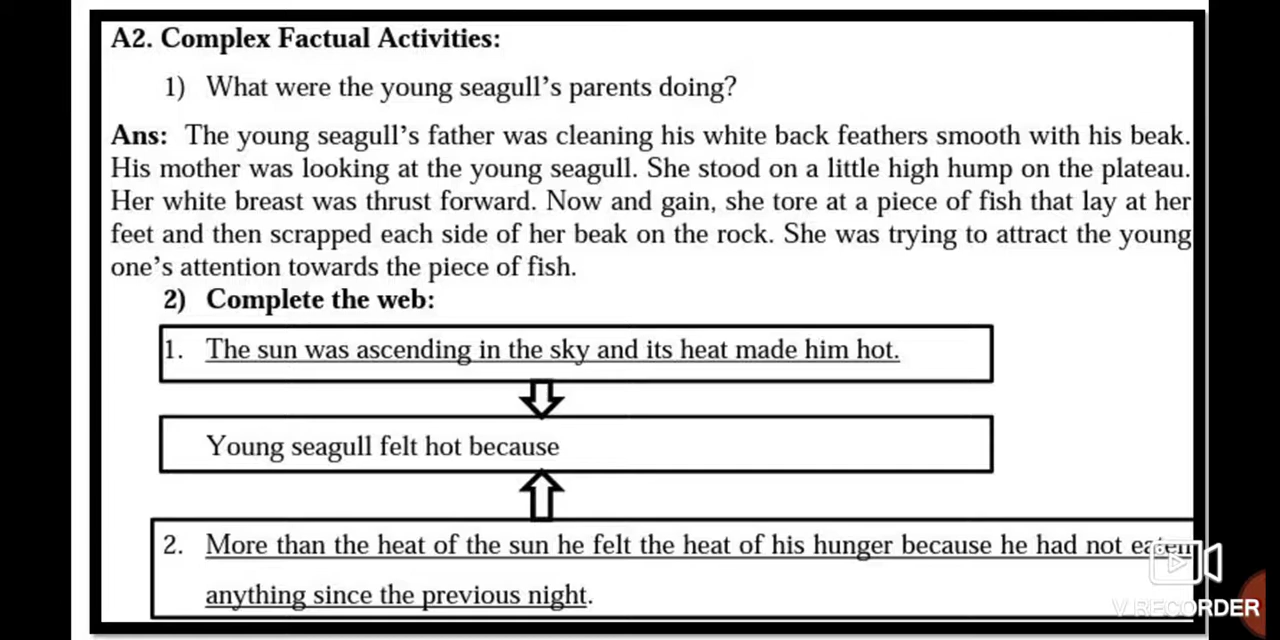 A2. Complex Factual Activities:
1) What were the young seagull's parents doing?
Ans: The young seagull's father was cleaning his white back feathers smooth with his beak.
His mother was looking at the young seagull. She stood on a little high hump on the plateau.
Her white breast was thrust forward. Now and gain, she tore at a piece of fish that lay at her
feet and then scrapped each side of her beak on the rock. She was trying to attract the young
one's attention towards the piece of fish.
2) Complete the web:
1. The sun was ascending in the sky and its heat made him hot.
Young seagull felt hot because
2. More than the heat of the sun he felt the heat of his hunger because he had not eaten
anything since the previous night.
V RECORDER